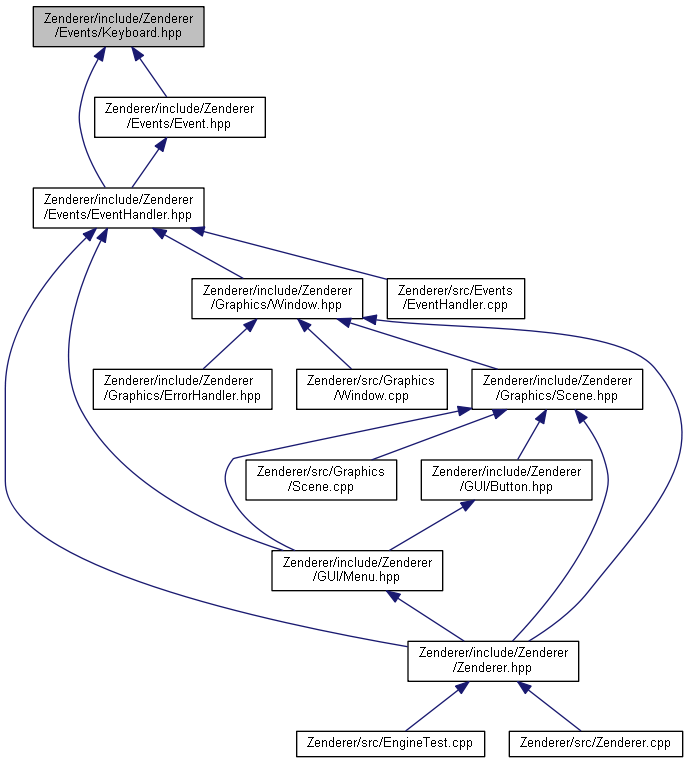 Zenderer/include/Zenderer
/Events/Keyboard.hpp
Zenderer/include/Zenderer
/Events/Event.hpp
Zenderer/include/Zenderer
/Events/EventHandler.hpp
Zenderer/include/Zenderer
/Graphics/Window.hpp
Zenderer/src/Events
/EventHandler.cpp
Zenderer/include/Zenderer
/Graphics/ErrorHandler.hpp
Zenderer/src/Graphics
/Window.cpp
Zenderer/include/Zenderer
/Graphics/Scene.hpp
Zenderer/src/Graphics
/Scene.cpp
Zenderer/include/Zenderer
/GUI/Button.hpp
Zenderer/include/Zenderer
/GUI/Menu.hpp
Zenderer/include/Zenderer
/Zenderer.hpp
Zenderer/src/EngineTest.cpp
Zenderer/src/Zenderer.cpp